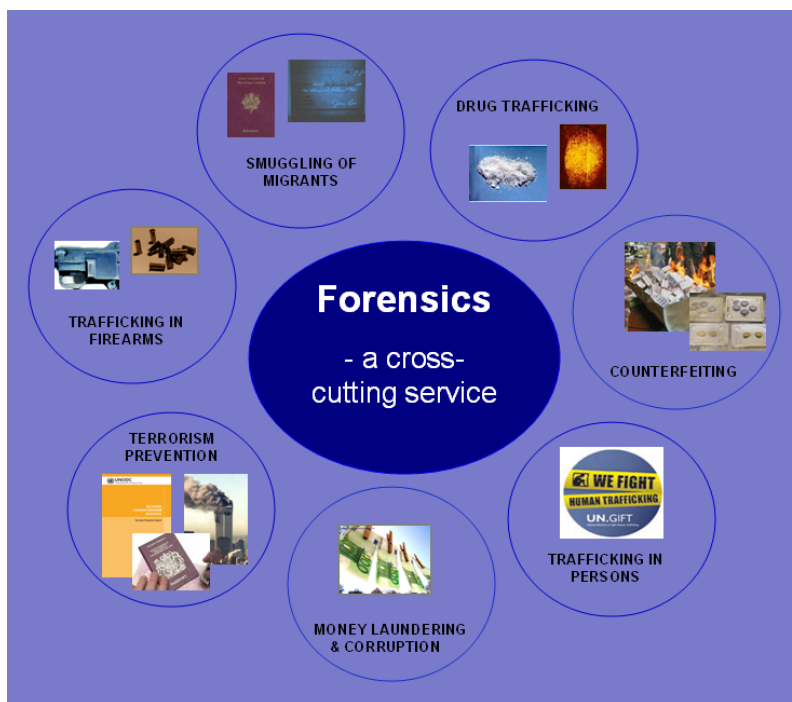 Forensics
- a cross-
cutting service
SMUGGLING OF
MIGRANTS
DRUG TRAFFICKING
COUNTERFEITING
WE FIGHT
HUMAN TRAFFICKING
UN.GIFT
TRAFFICKING IN
PERSONS
MONEY LAUNDERING
& CORRUPTION
TERRORISM
PREVENTION
UNODC
PASSPORT
TRAFFICKING IN
FIREARMS